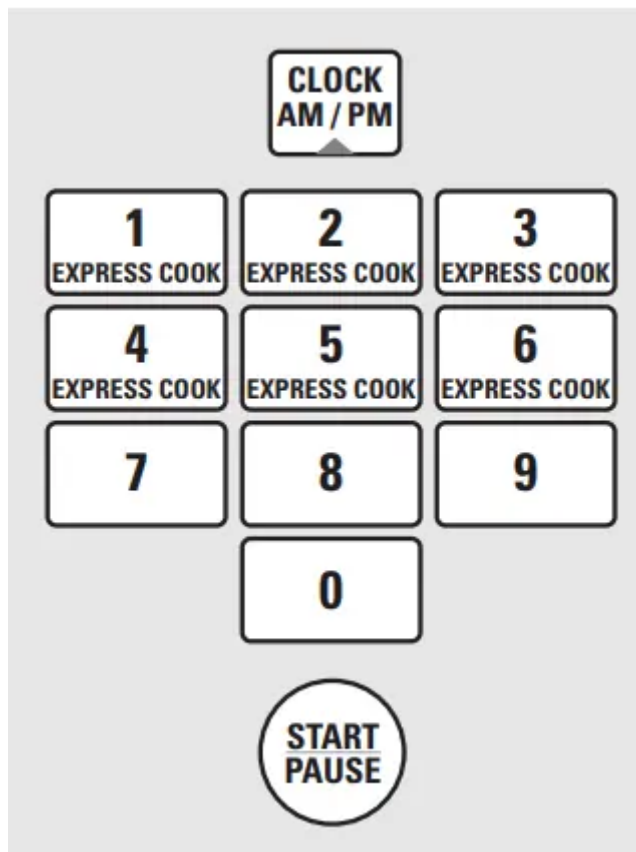 CLOCK
AM / PM
1
EXPRESS COOK
2
EXPRESS COOK
3
EXPRESS COOK
4
EXPRESS COOK
5
EXPRESS COOK
6
EXPRESS COOK
7
8
9
0
START
PAUSE